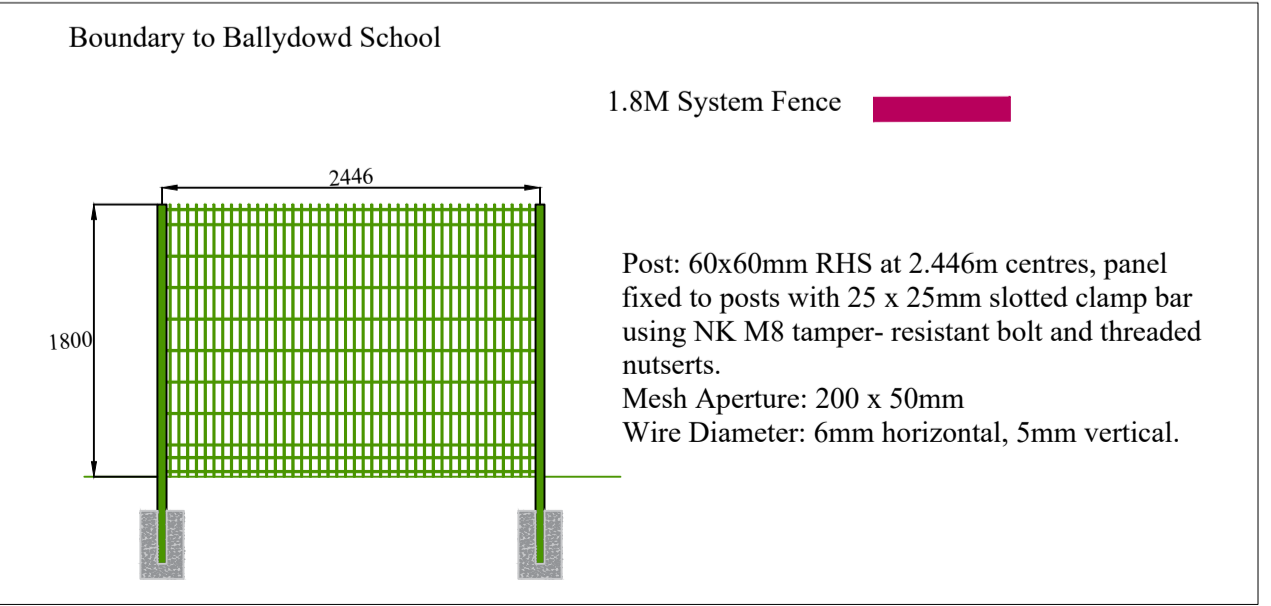 Boundary to Ballydowd School
1.8M System Fence
2446
1800
Post: 60x60mm RHS at 2.446m centres, panel
fixed to posts with 25 x 25mm slotted clamp bar
using NK M8 tamper- resistant bolt and threaded
nutserts.
Mesh Aperture: 200 x 50mm
Wire Diameter: 6mm horizontal, 5mm vertical.